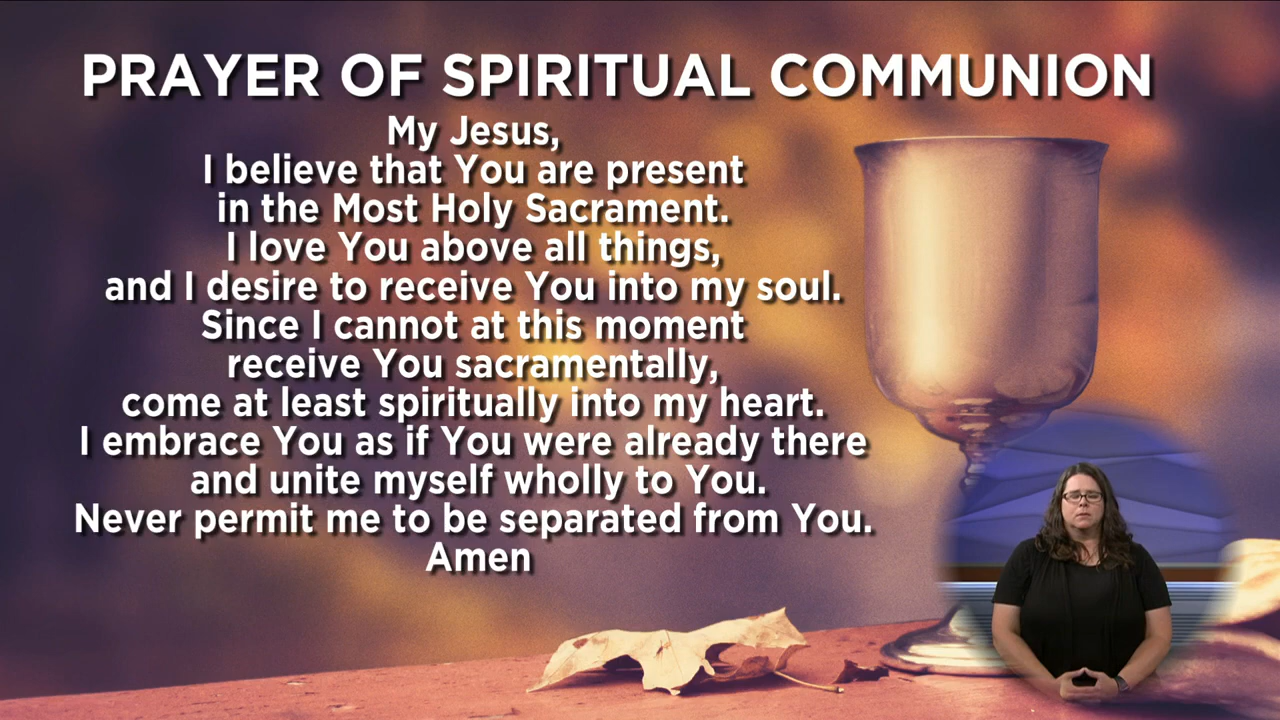 PRAYER OF SPIRITUAL COMMUNION
My Jesus,
I believe that You are present
in the Most Holy Sacrament.
I love You above all things,
and I desire to receive You into my soul.
Since I cannot at this moment
receive You sacramentally,
come at least spiritually into my heart.
I embrace You as if You were already there
and unite myself wholly to You.
Never permit me to be separated from You.
Amen